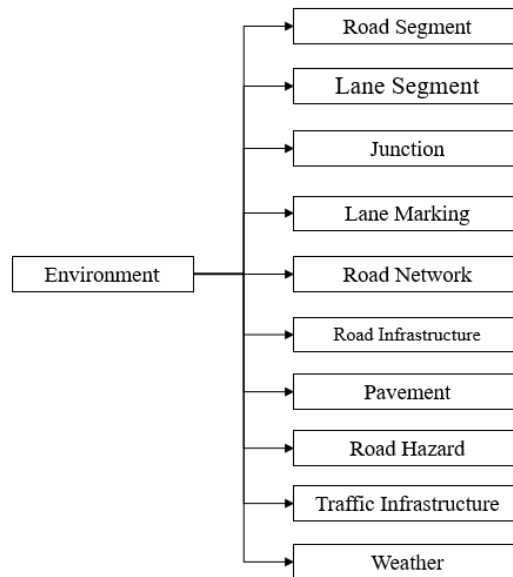 Road Segment
Lane Segment
Junction
Lane Marking
Environment
Road Network
Road Infrastructure
Pavement
Road Hazard
Traffic Infrastructure
Weather